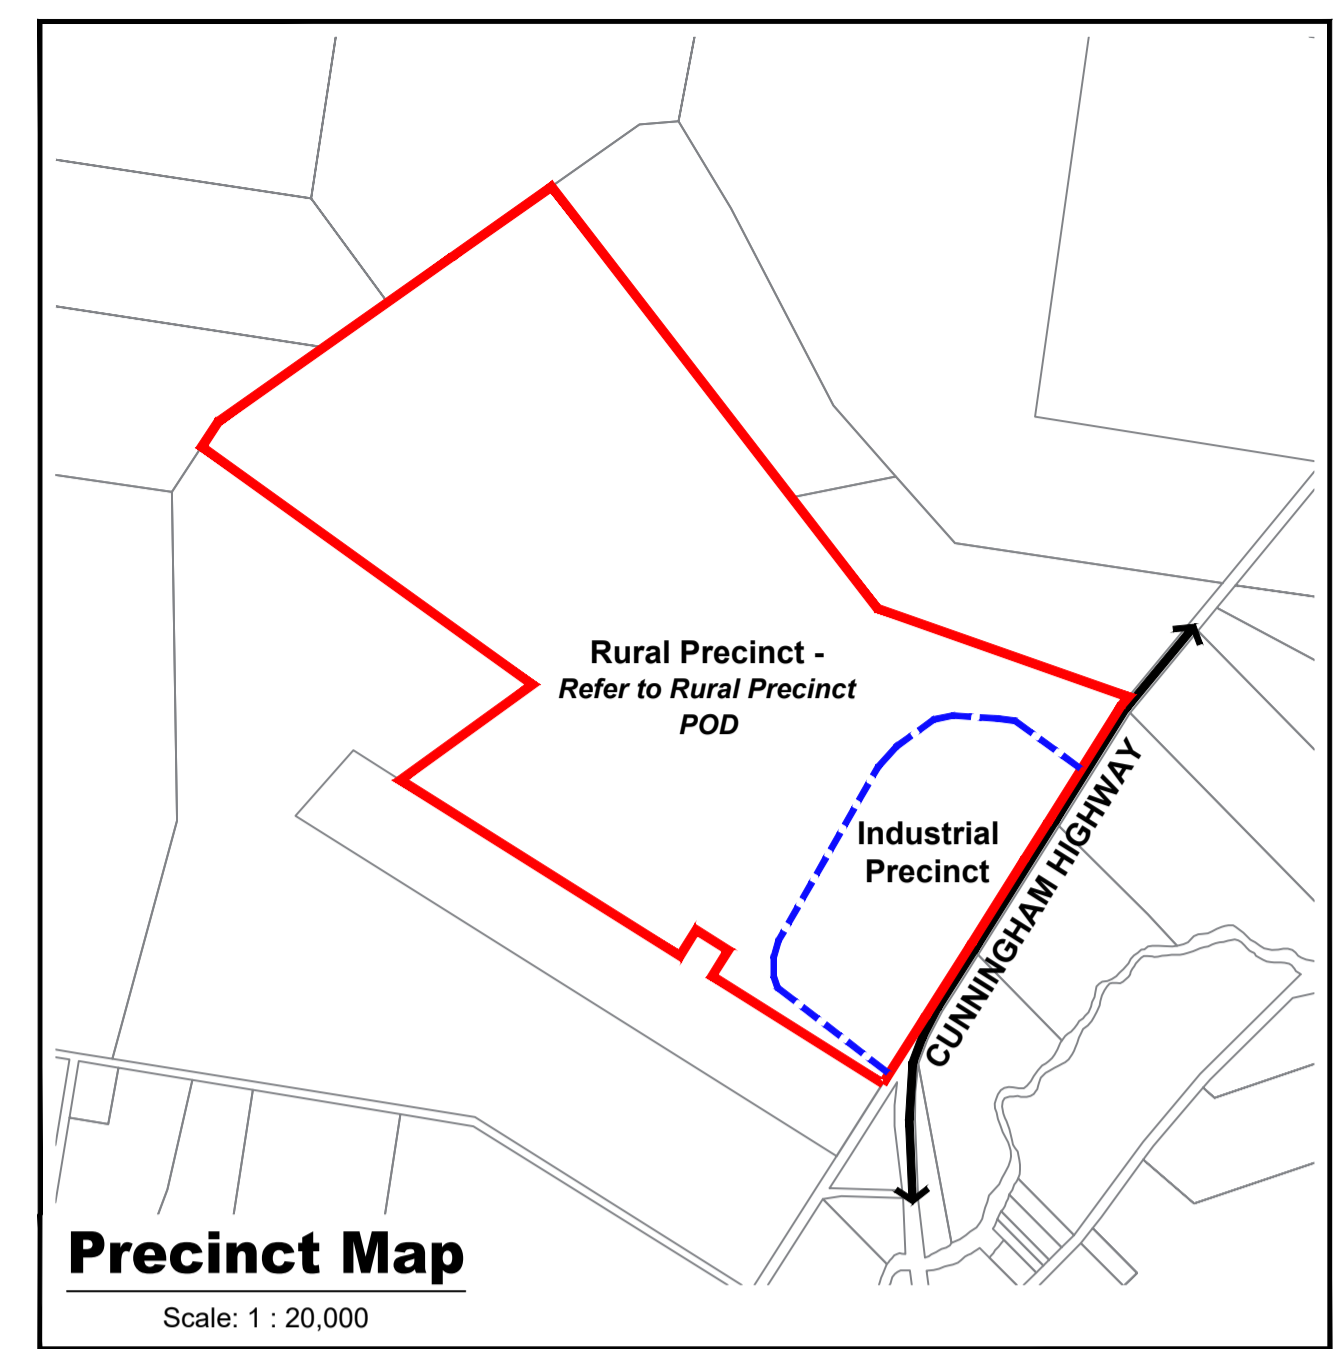 Rural Precinct -
Refer to Rural Precinct
POD
Industrial
Precinct
CUNNINGHAM HIGHWAY
Precinct Map
Scale: 1 : 20,000